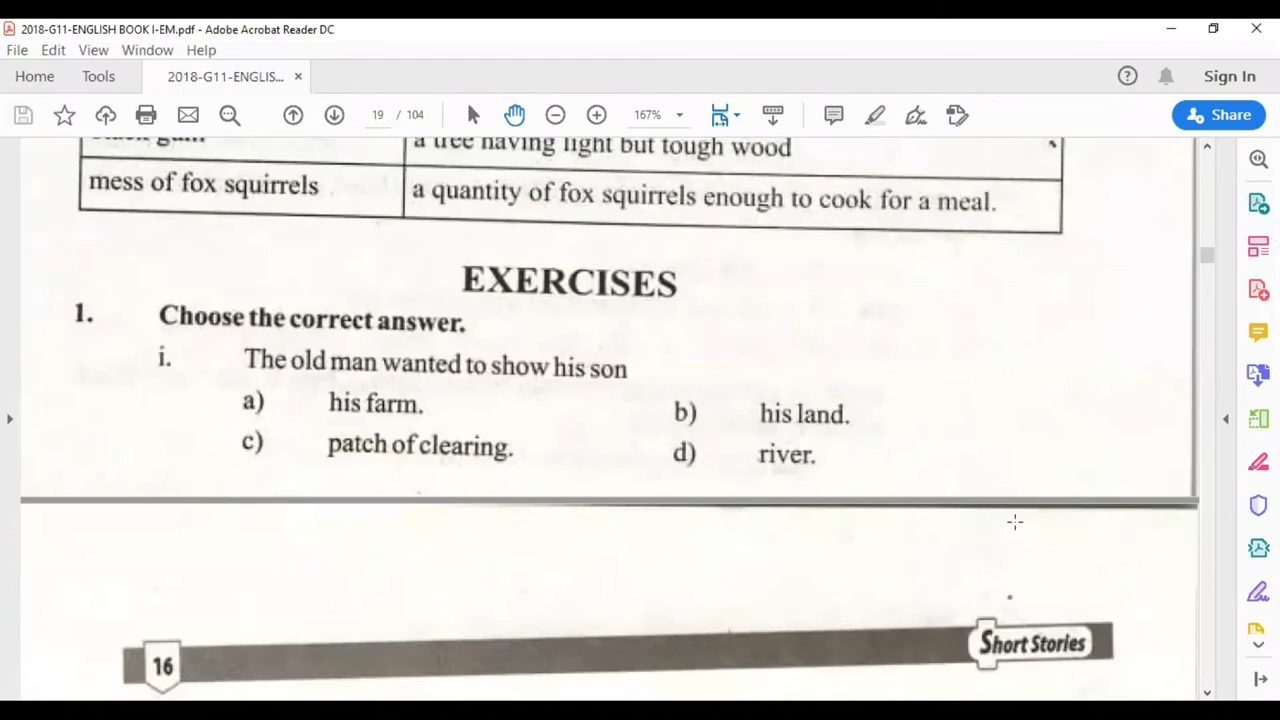 2018-G11-ENGLISH BOOK I-EM.pdf - Adobe Acrobat Reader DC
File Edit View Window Help
Home Tools 2018-G11-ENGLIS... × Sign In
19 / 104 167% Share
a tree having light but tough wood
mess of fox squirrels a quantity of fox squirrels enough to cook for a meal.
EXERCISES
1. Choose the correct answer.
i. The old man wanted to show his son
a) his farm. b) his land.
c) patch of clearing. d) river.
16 Short Stories